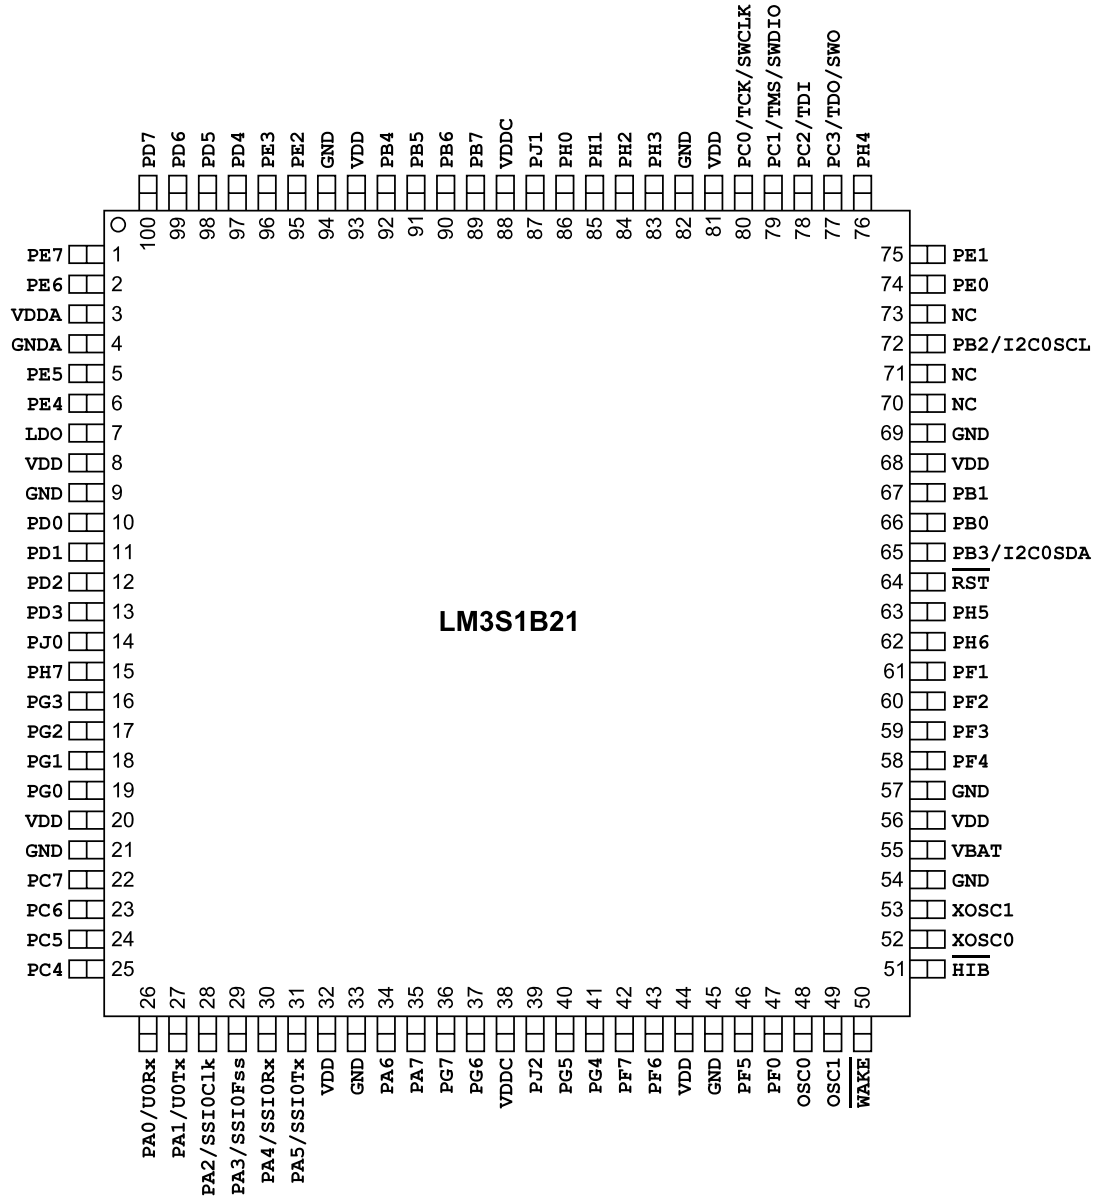 PD7 PD6 PD5 PD4 PE3 PE2 GND VDD PB4 PB5 PB6 PB7 VDDC PJ1 PH0 PH1 PH2 PH3 GND VDD PC0/TCK/SWCLK PC1/TMS/SWDIO PC2/TDI PC3/TDO/SWO PH4
100 99 98 97 96 95 94 93 92 91 90 89 88 87 86 85 84 83 82 81 80 79 78 77 76
PE7 1 75 PE1
PE6 2 74 PE0
VDDA 3 73 NC
GNDA 4 72 PB2/I2C0SCL
PE5 5 71 NC
PE4 6 70 NC
LDO 7 69 GND
VDD 8 68 VDD
GND 9 67 PB1
PD0 10 66 PB0
PD1 11 65 PB3/I2C0SDA
PD2 12 64 RST
PD3 13 63 PH5
LM3S1B21
PJ0 14 62 PH6
PH7 15 61 PF1
PG3 16 60 PF2
PG2 17 59 PF3
PG1 18 58 PF4
PG0 19 57 GND
VDD 20 56 VDD
GND 21 55 VBAT
PC7 22 54 GND
PC6 23 53 XOSC1
PC5 24 52 XOSC0
PC4 25 51 HIB
26 27 28 29 30 31 32 33 34 35 36 37 38 39 40 41 42 43 44 45 46 47 48 49 50
PA0/U0Rx PA1/U0Tx PA2/SSI0Clk PA3/SSI0Fss PA4/SSI0Rx PA5/SSI0Tx VDD GND PA6 PA7 PG7 PG6 VDDC PJ2 PG5 PG4 PF7 PF6 VDD GND PF5 PF0 OSC0 OSC1 WAKE